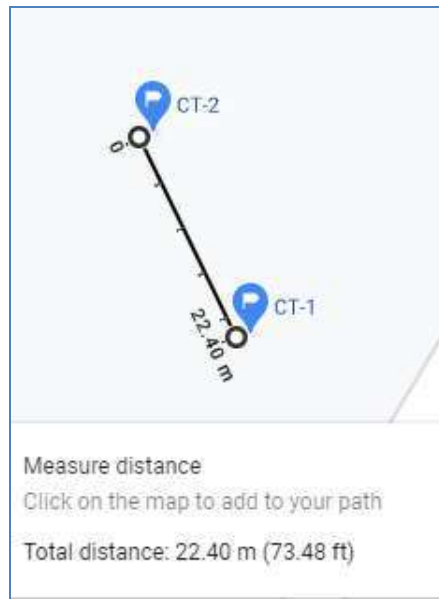 CT-2
0
CT-1
22.40 m
Measure distance
Click on the map to add to your path
Total distance: 22.40 m (73.48 ft)